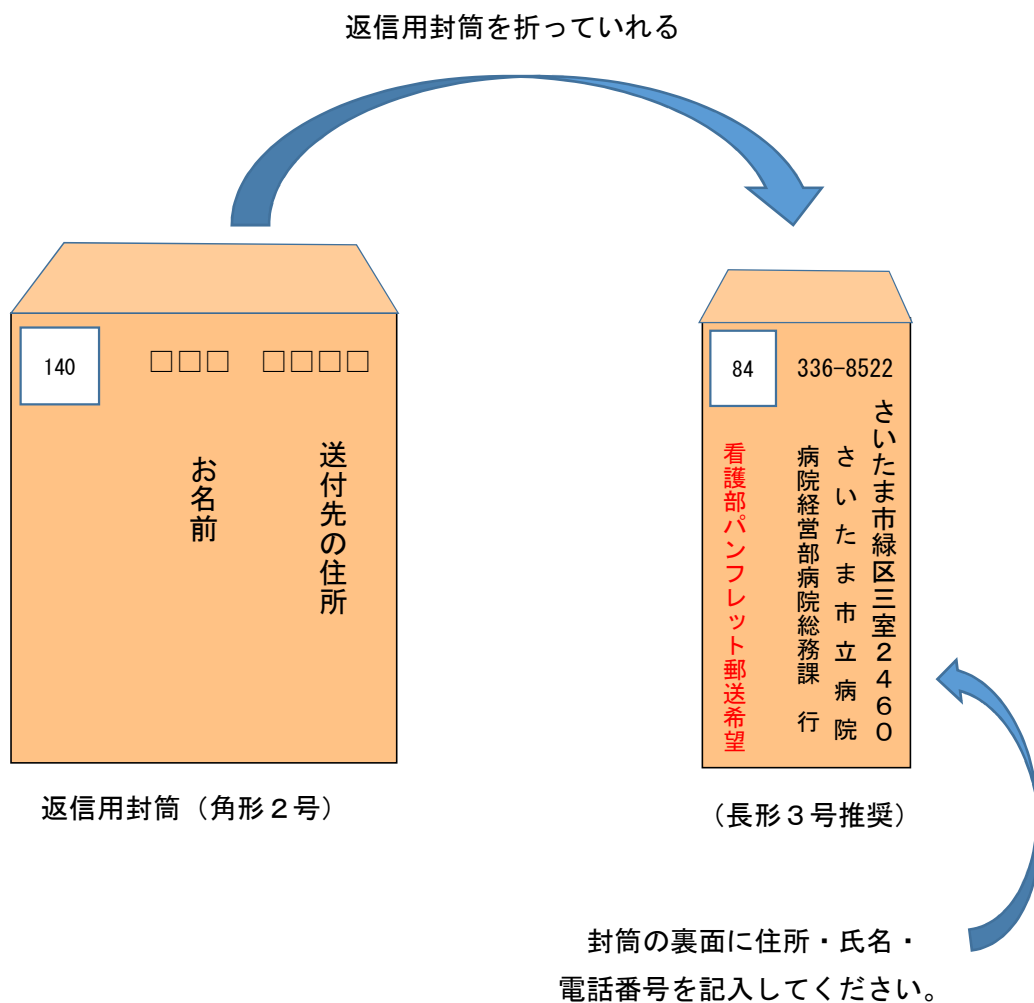 返信用封筒を折っていれる
140
□□□ □□□□
送付先の住所
お名前
返信用封筒（角形２号）
84
336-8522
さいたま市緑区三室２４６０
さいたま市立病院
病院経営部病院総務課 行
看護部パンフレット郵送希望
（長形３号推奨）
封筒の裏面に住所・氏名・
電話番号を記入してください。